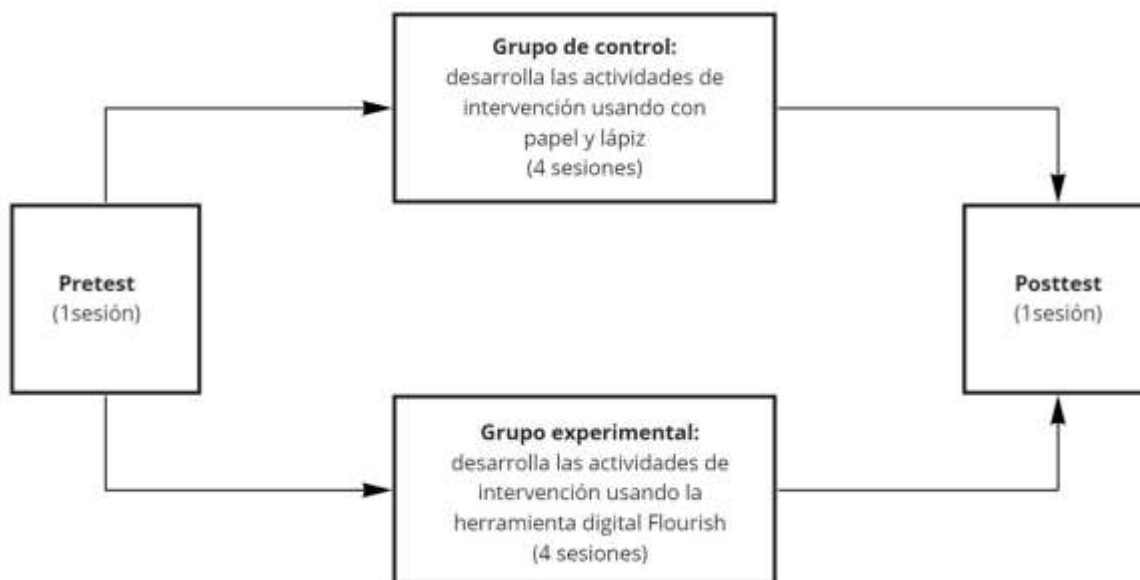 Grupo de control:
desarrolla las actividades de
intervención usando con
papel y lápiz
(4 sesiones)
Pretest
(1sesión)
Posttest
(1sesión)
Grupo experimental:
desarrolla las actividades de
intervención usando la
herramienta digital Flourish
(4 sesiones)